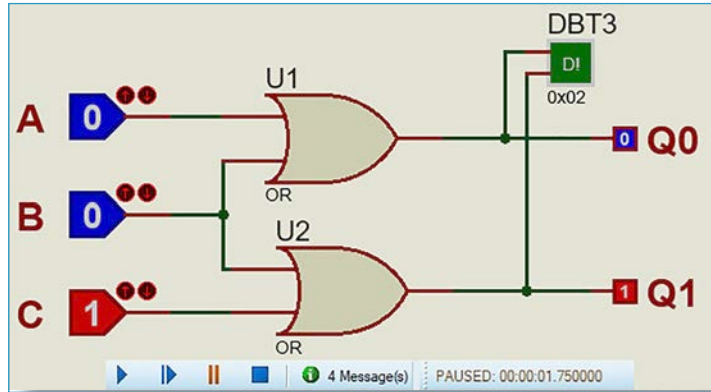 DBT3
D!
0x02
U1
A
0
OR
0
Q0
B
0
U2
C
1
OR
1
Q1
4 Message(s)
PAUSED: 00:00:01.750000